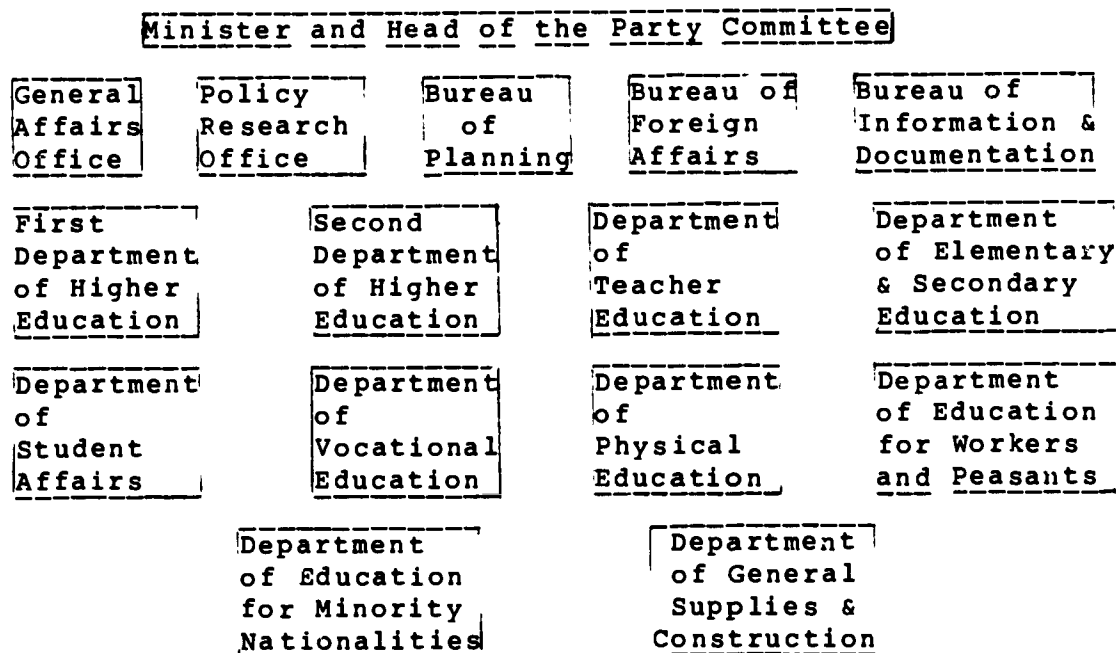 Minister and Head of the Party Committee
General
Affairs
Office
Policy
Research
Office
Bureau
of
Planning
Bureau of
Foreign
Affairs
Bureau of
Information &
Documentation
First
Department
of Higher
Education
Second
Department
of Higher
Education
Department
of
Teacher
Education
Department
of Elementary
& Secondary
Education
Department
of
Student
Affairs
Department
of
Vocational
Education
Department
of
Physical
Education
Department
of Education
for Workers
and Peasants
Department
of Education
for Minority
Nationalities
Department
of General
Supplies &
Construction